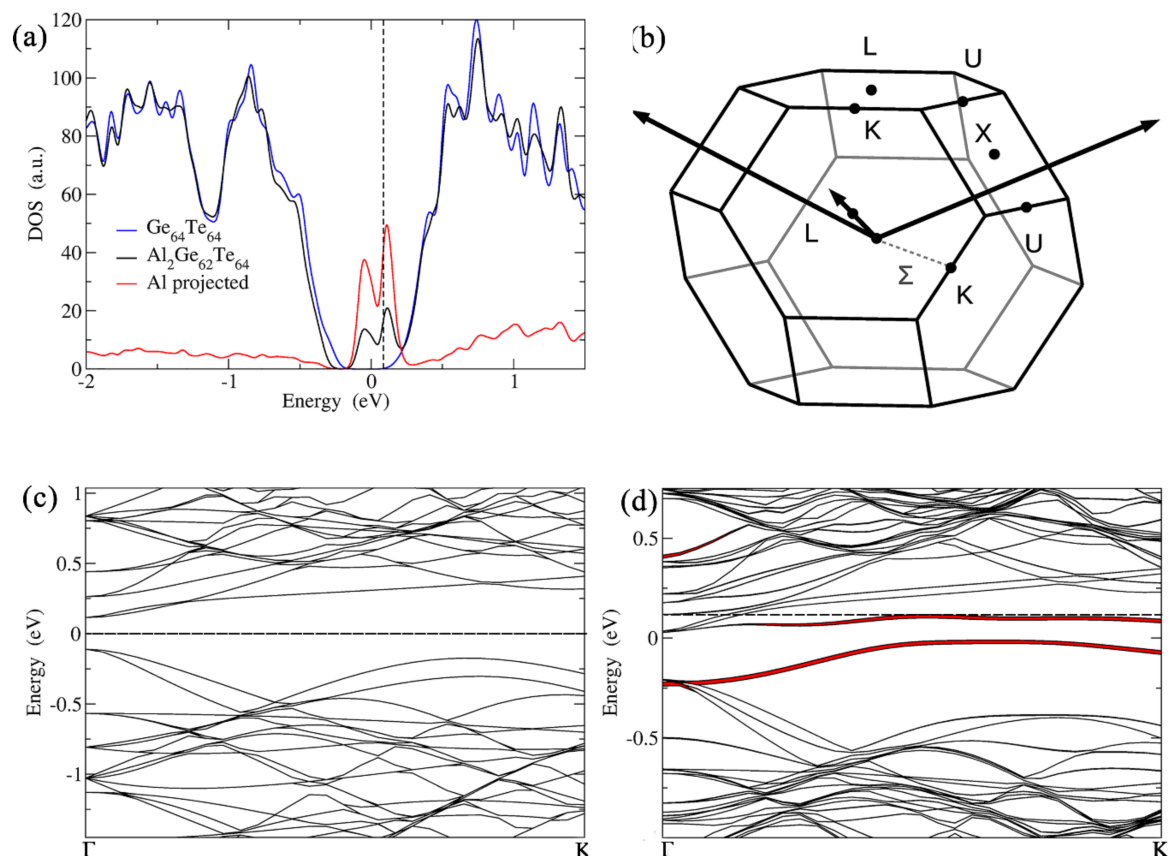 (a)
120
100
80
60
40
20
0
DOS (a.u.)
Ge64Te64
Al2Ge62Te64
Al projected
-2
-1
0
1
Energy (eV)
(b)
L
U
K
X
L
U
Σ
K
(c)
1
0.5
0
-0.5
-1
Energy (eV)
Γ
K
(d)
0.5
0
-0.5
Energy (eV)
Γ
K